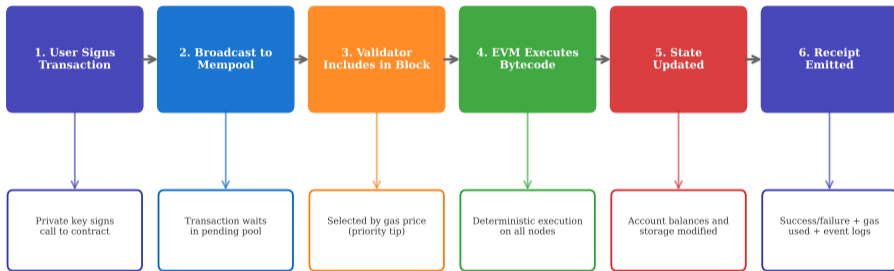 1. User Signs
Transaction
2. Broadcast to
Mempool
3. Validator
Includes in Block
4. EVM Executes
Bytecode
5. State
Updated
6. Receipt
Emitted
Private key signs
call to contract
Transaction waits
in pending pool
Selected by gas price
(priority tip)
Deterministic execution
on all nodes
Account balances and
storage modified
Success/failure + gas
used + event logs